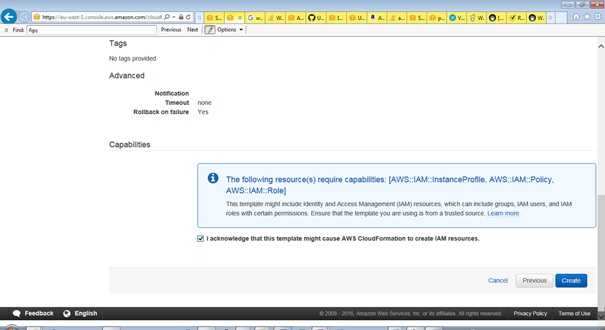 https://eu-west-1.console.aws.amazon.com/cloudf
Find: fips Previous Next Options
Tags
No tags provided
Advanced
Notification
Timeout none
Rollback on failure Yes
Capabilities
The following resource(s) require capabilities: [AWS::IAM::InstanceProfile, AWS::IAM::Policy,
AWS::IAM::Role]
This template might include Identity and Access Management (IAM) resources, which can include groups, IAM users, and IAM
roles with certain permissions. Ensure that the template you are using is from a trusted source. Learn more.
I acknowledge that this template might cause AWS CloudFormation to create IAM resources.
Cancel Previous Create
Feedback English © 2008 - 2016, Amazon Web Services, Inc. or its affiliates. All rights reserved. Privacy Policy Terms of Use